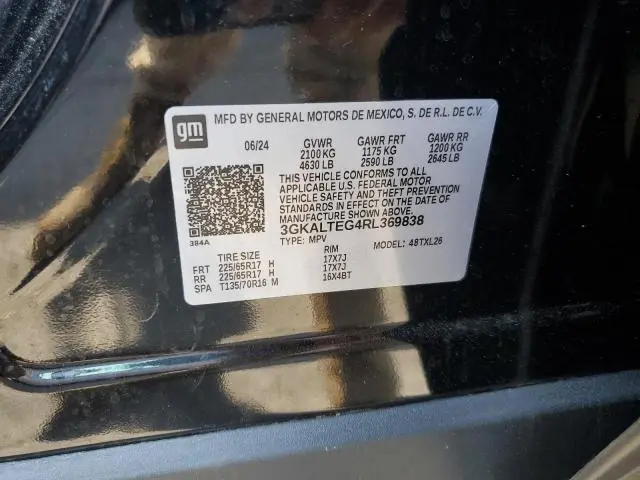 gm
MFD BY GENERAL MOTORS DE MEXICO, S. DE R.L. DE C.V.
06/24 GVWR GAWR FRT GAWR RR
2100 KG 1175 KG 1200 KG
4630 LB 2590 LB 2645 LB
THIS VEHICLE CONFORMS TO ALL
APPLICABLE U.S. FEDERAL MOTOR
VEHICLE SAFETY AND THEFT PREVENTION
STANDARDS IN EFFECT ON THE DATE OF
MANUFACTURE SHOWN ABOVE.
3GKALTEG4RL369838
384A
TYPE: MPV MODEL: 48TXL26
TIRE SIZE RIM
FRT 225/65R17 H 17X7J
RR 225/65R17 H 17X7J
SPA T135/70R16 M 16X4BT